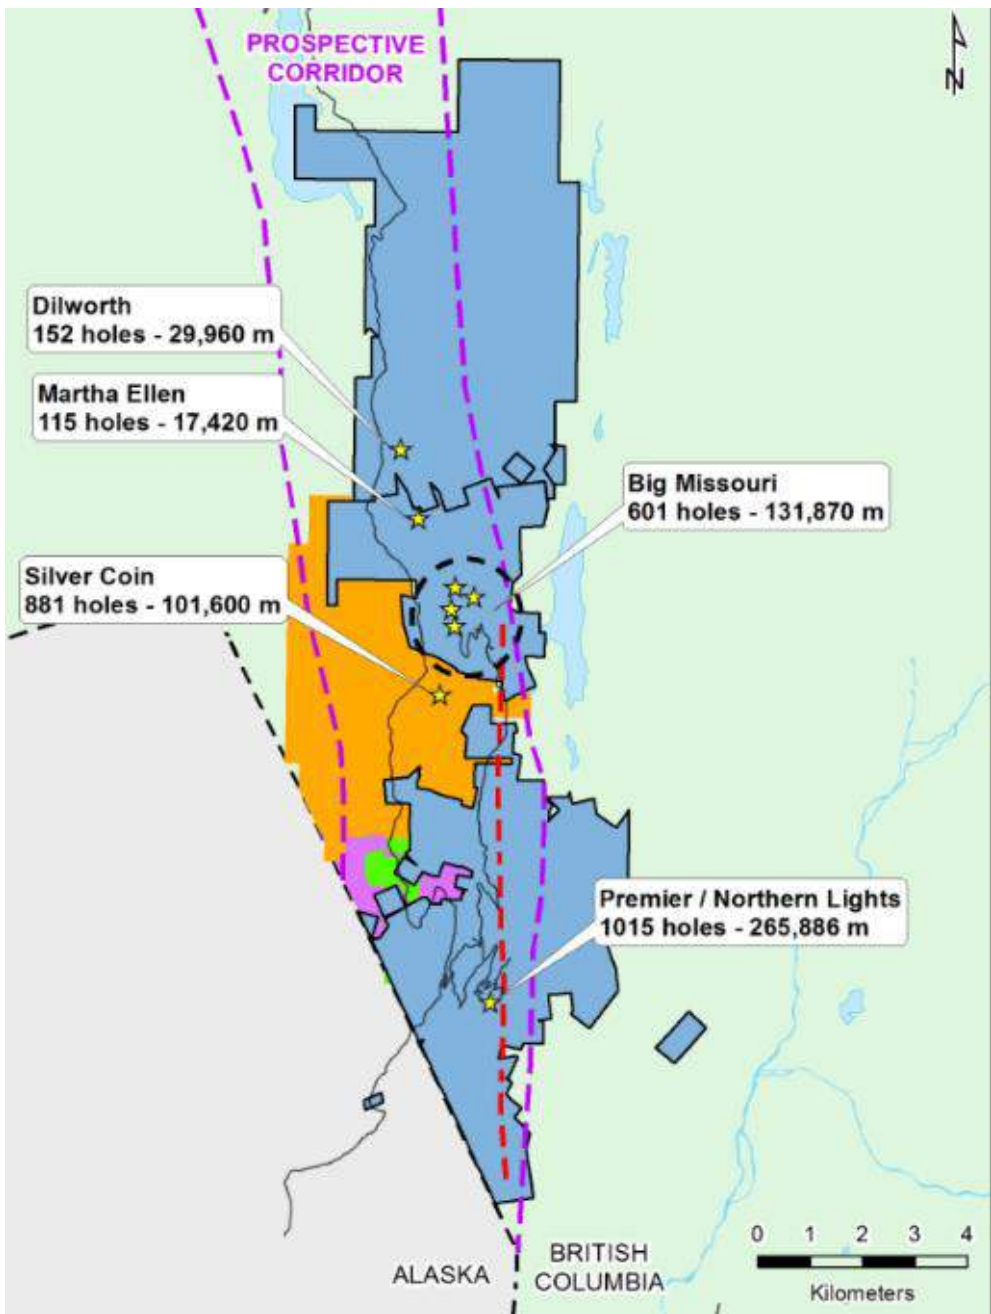 PROSPECTIVE
CORRIDOR
N
Dilworth
152 holes - 29,960 m
Martha Ellen
115 holes - 17,420 m
Big Missouri
601 holes - 131,870 m
Silver Coin
881 holes - 101,600 m
Premier / Northern Lights
1015 holes - 265,886 m
ALASKA
BRITISH
COLUMBIA
0 1 2 3 4
Kilometers